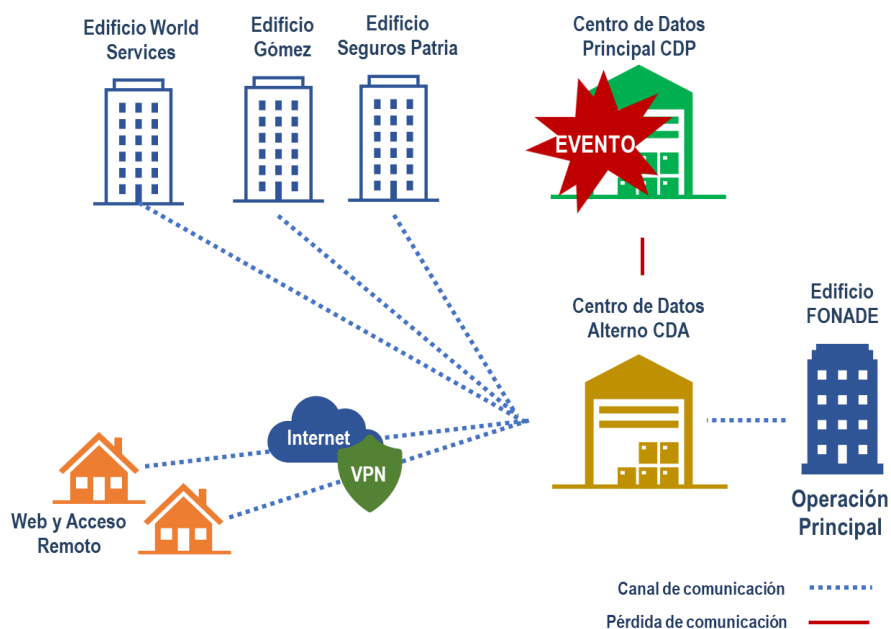 Edificio World
Services
Edificio
Gómez
Edificio
Seguros Patria
Centro de Datos
Principal CDP
EVENTO
Centro de Datos
Alterno CDA
Edificio
FONADE
Internet
VPN
Web y Acceso
Remoto
Operación
Principal
Canal de comunicación
Pérdida de comunicación